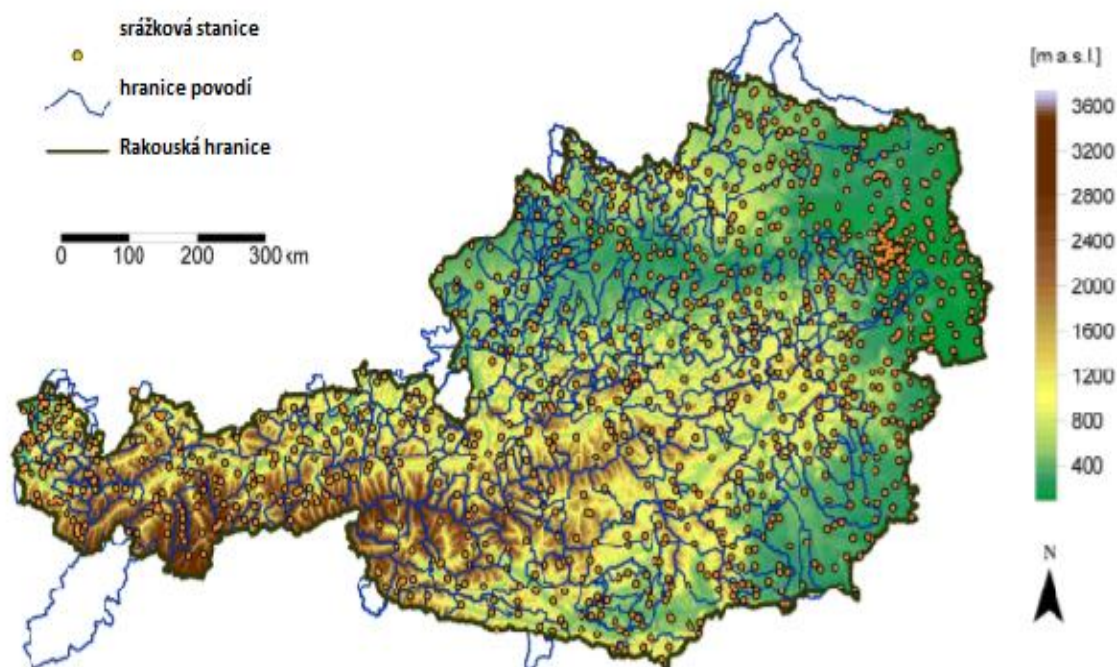 srážková stanice
hranice povodí
Rakouská hranice
0 100 200 300 km
[m a.s.l.]
3600
3200
2800
2400
2000
1600
1200
800
400
N